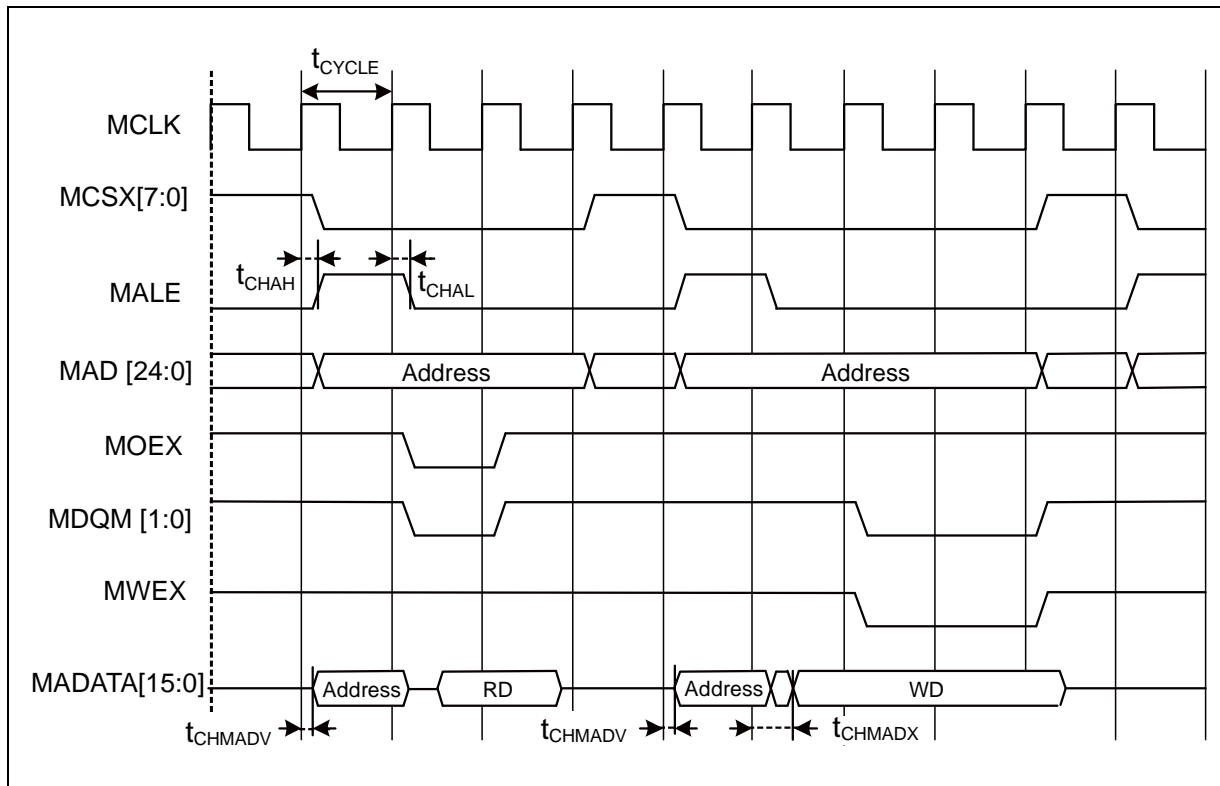 tCYCLE
MCLK
MCSX[7:0]
tCHAH
tCHAL
MALE
MAD [24:0]
Address
Address
MOEX
MDQM [1:0]
MWEX
MADATA[15:0]
Address
RD
Address
WD
tCHMADV
tCHMADV
tCHMADX